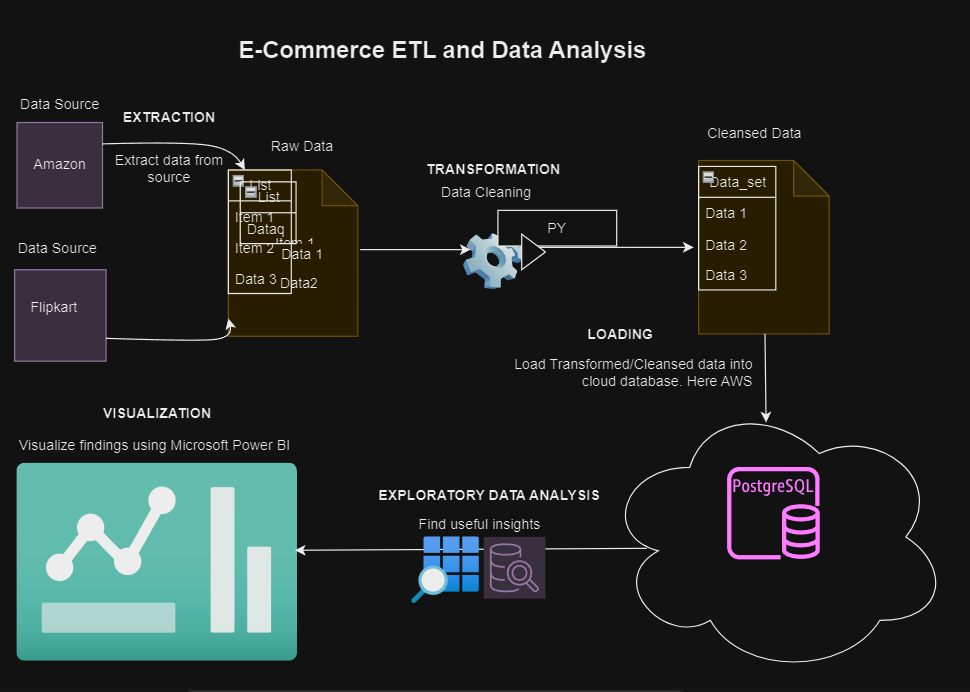 E-Commerce ETL and Data Analysis
Data Source
EXTRACTION
Amazon
Extract data from
source
Raw Data
List
List
Item 1
Dataq
Item 1
Item 2
Data 1
Data 3
Data2
Data Source
Flipkart
TRANSFORMATION
Data Cleaning
PY
Cleansed Data
Data_set
Data 1
Data 2
Data 3
LOADING
Load Transformed/Cleansed data into
cloud database. Here AWS
PostgreSQL
EXPLORATORY DATA ANALYSIS
Find useful insights
VISUALIZATION
Visualize findings using Microsoft Power BI